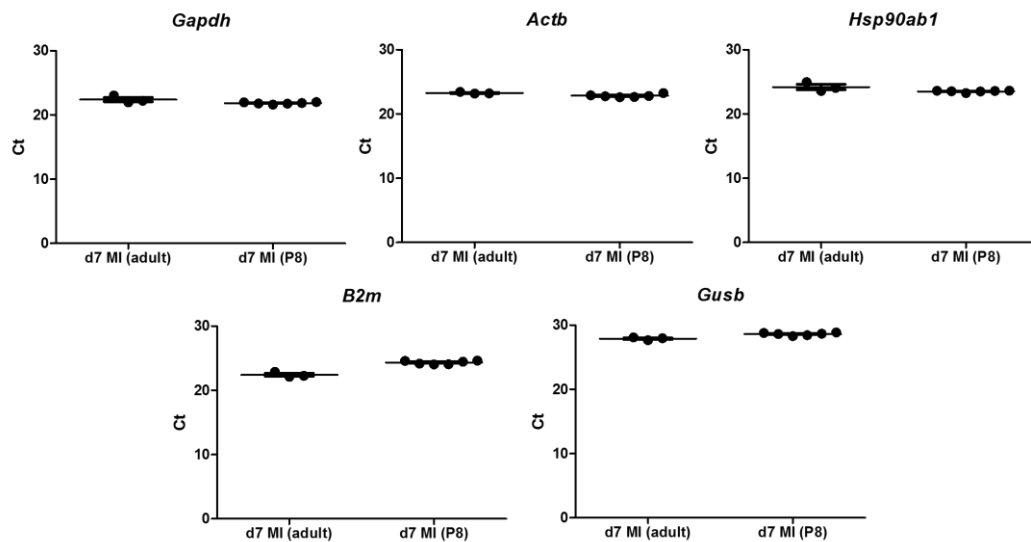 Gapdh
Actb
Hsp90ab1
30
20
10
0
Ct
d7 MI (adult)
d7 MI (P8)
30
20
10
0
Ct
d7 MI (adult)
d7 MI (P8)
30
20
10
0
Ct
d7 MI (adult)
d7 MI (P8)
B2m
Gusb
30
20
10
0
Ct
d7 MI (adult)
d7 MI (P8)
30
20
10
0
Ct
d7 MI (adult)
d7 MI (P8)